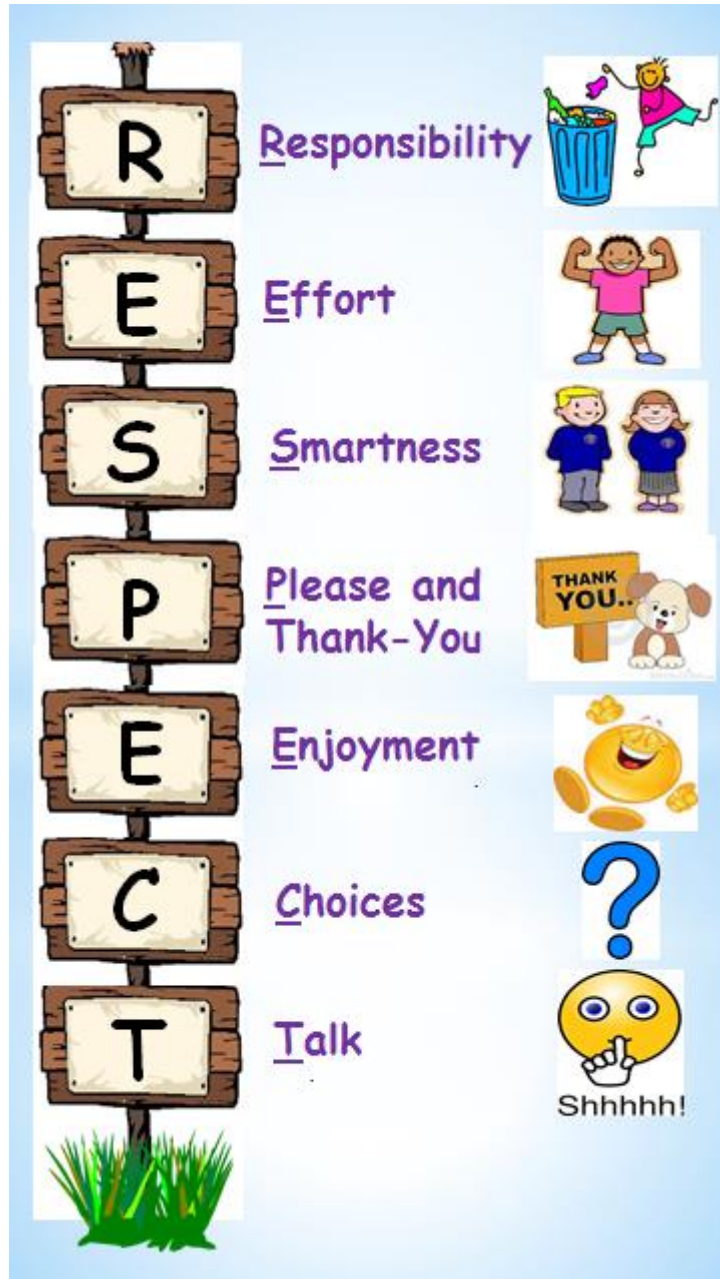 R
Responsibility
E
Effort
S
Smartness
P
Please and
Thank-You
THANK
YOU..
E
Enjoyment
C
Choices
T
Talk
Shhhhh!